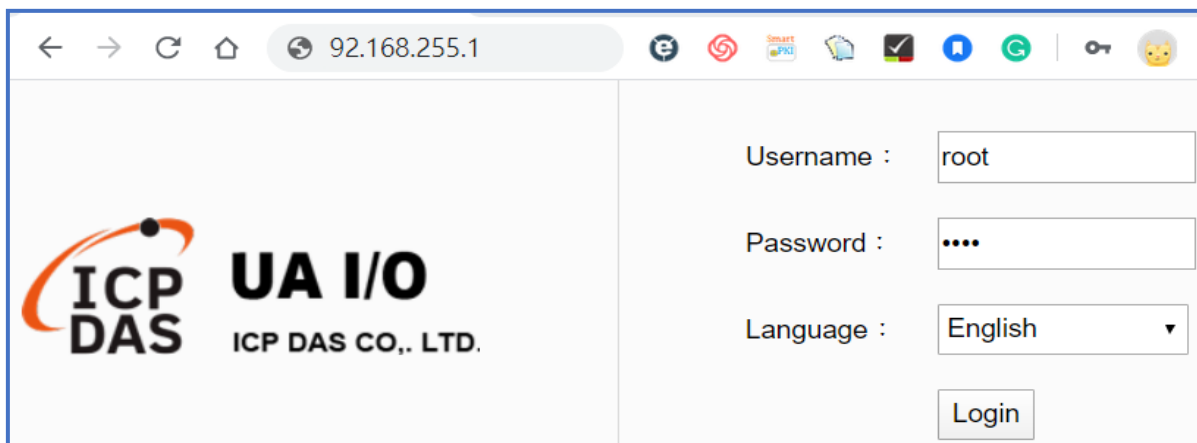 92.168.255.1
Smart
PKI
Username：
root
Password：
••••
Language：
English
Login
ICP
DAS
UA I/O
ICP DAS CO,. LTD.